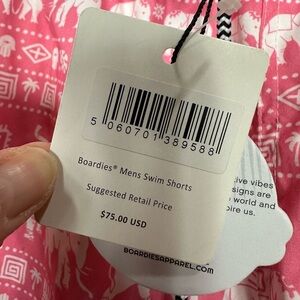 5 060701 389588
Boardies® Mens Swim Shorts
Suggested Retail Price
$75.00 USD
tive vibes
signs are
world and
pire us.
BOARDIESAPPAREL.COM